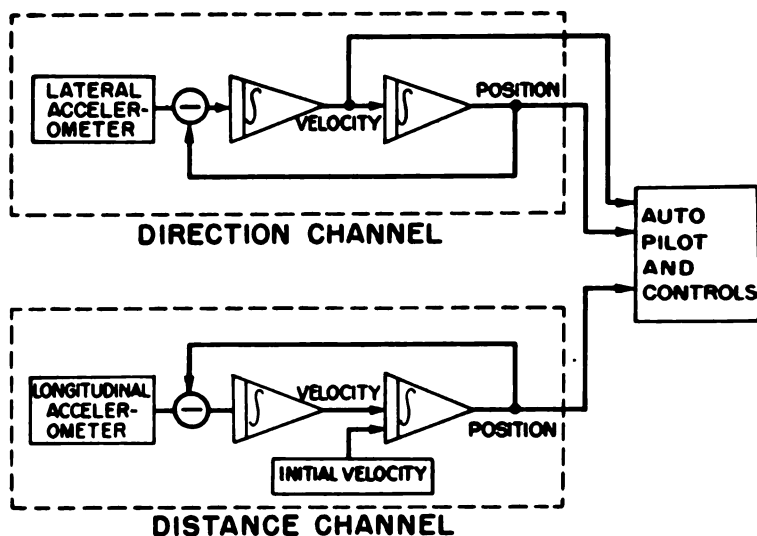 LATERAL
ACCELER-
OMETER
VELOCITY
POSITION
DIRECTION CHANNEL
AUTO
PILOT
AND
CONTROLS
LONGITUDINAL
ACCELER-
OMETER
VELOCITY
POSITION
INITIAL VELOCITY
DISTANCE CHANNEL